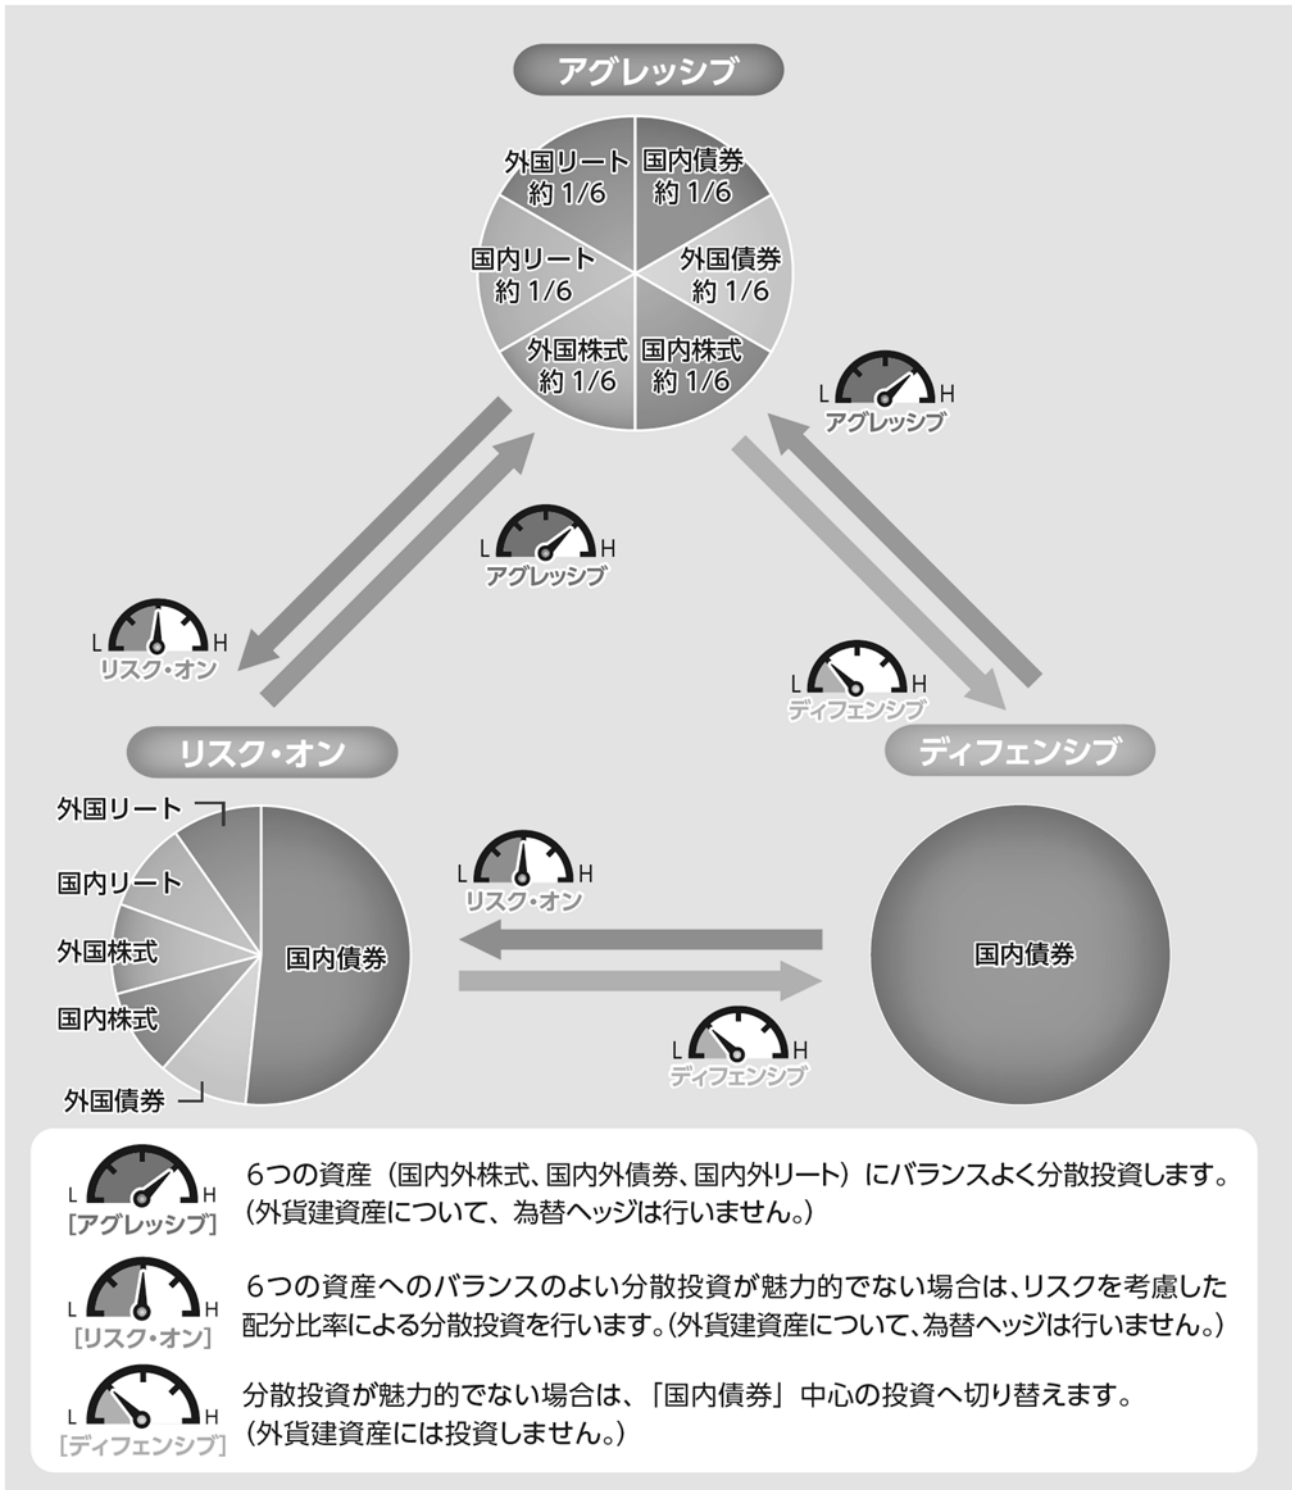 アグレッシブ
外国リート
約 1/6
国内債券
約 1/6
国内リート
約 1/6
外国債券
約 1/6
外国株式
約 1/6
国内株式
約 1/6
L H
アグレッシブ
L H
アグレッシブ
L H
リスク・オン
L H
ディフェンシブ
リスク・オン
ディフェンシブ
外国リート
国内リート
外国株式
国内株式
外国債券
国内債券
L H
リスク・オン
L H
ディフェンシブ
国内債券
L H
[アグレッシブ]
6つの資産（国内外株式、国内外債券、国内外リート）にバランスよく分散投資します。
（外貨建資産について、為替ヘッジは行いません。）
L H
[リスク・オン]
6つの資産へのバランスのよい分散投資が魅力的でない場合は、リスクを考慮した
配分比率による分散投資を行います。（外貨建資産について、為替ヘッジは行いません。）
L H
[ディフェンシブ]
分散投資が魅力的でない場合は、「国内債券」中心の投資へ切り替えます。
（外貨建資産には投資しません。）